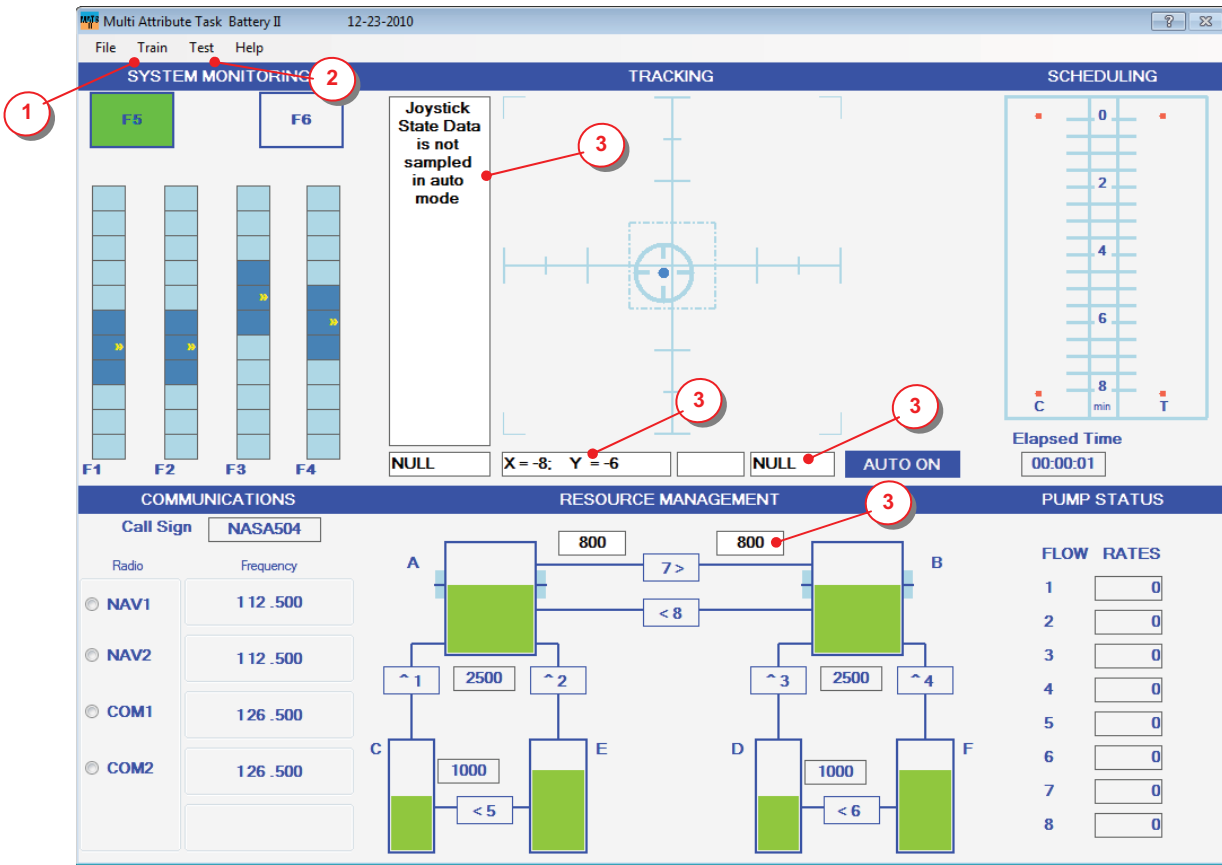 MATB II Multi Attribute Task Battery II 12-23-2010 ?
File Train Test Help
1
2
SYSTEM MONITORING
F5 F6
»
»
»
»
F1 F2 F3 F4
TRACKING
Joystick
State Data
is not
sampled
in auto
mode
3
3
3
NULL X = -8; Y = -6 NULL AUTO ON
SCHEDULING
0
2
4
6
8
C min T
Elapsed Time
00:00:01
COMMUNICATIONS
Call Sign NASA504
Radio Frequency
NAV1 112.500
NAV2 112.500
COM1 126.500
COM2 126.500
RESOURCE MANAGEMENT
3
800 800
A 7 > B
< 8
^ 1 2500 ^ 2 ^ 3 2500 ^ 4
C E D F
1000 1000
< 5 < 6
PUMP STATUS
FLOW RATES
1 0
2 0
3 0
4 0
5 0
6 0
7 0
8 0